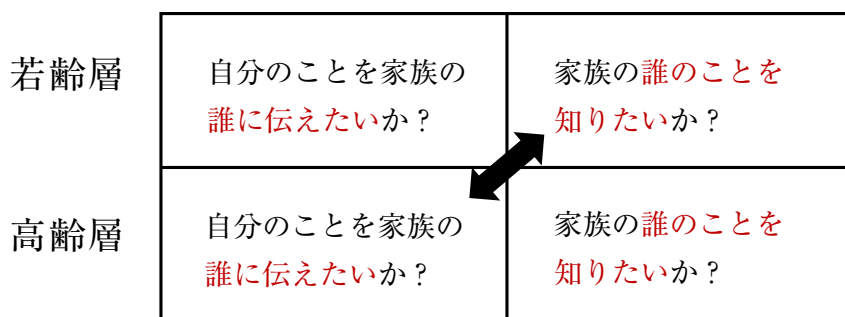 若齢層
自分のことを家族の
誰に伝えたいか？
家族の誰のことを
知りたいか？
高齢層
自分のことを家族の
誰に伝えたいか？
家族の誰のことを
知りたいか？